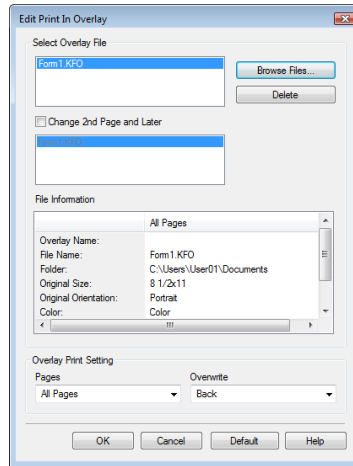 Edit Print In Overlay
Select Overlay File
Form1.KFO
Browse Files...
Delete
Change 2nd Page and Later
Form1.KFO
File Information
All Pages
Overlay Name:
File Name: Form1.KFO
Folder: C:\Users\User01\Documents
Original Size: 8 1/2x11
Original Orientation: Portrait
Color: Color
Overlay Print Setting
Pages Overwrite
All Pages Back
OK Cancel Default Help